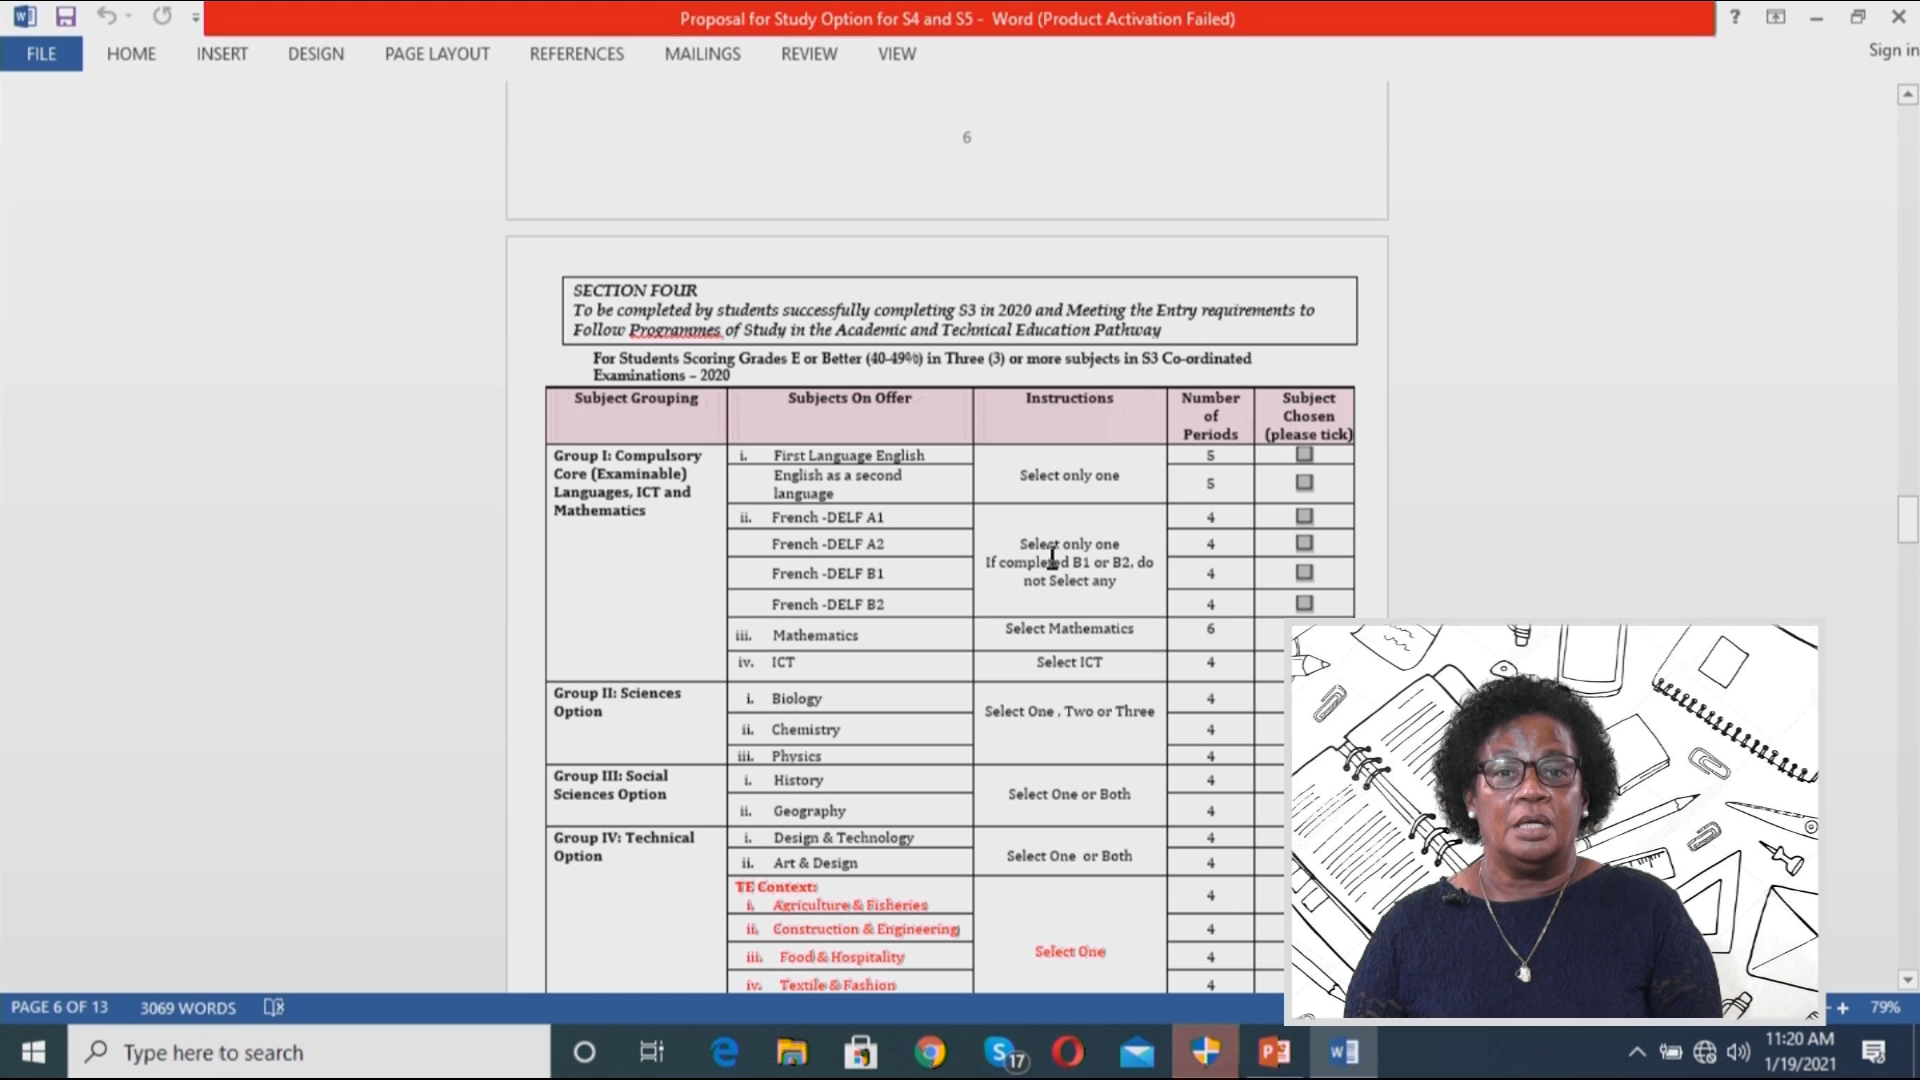 Proposal for Study Option for S4 and S5 - Word (Product Activation Failed)
?
FILE HOME INSERT DESIGN PAGE LAYOUT REFERENCES MAILINGS REVIEW VIEW Sign in
6
SECTION FOUR
To be completed by students successfully completing S3 in 2020 and Meeting the Entry requirements to
Follow Programmes of Study in the Academic and Technical Education Pathway
For Students Scoring Grades E or Better (40-49%) in Three (3) or more subjects in S3 Co-ordinated
Examinations – 2020
Subject Grouping
Subjects On Offer
Instructions
Number
of
Periods
Subject
Chosen
(please tick)
Group I: Compulsory
Core (Examinable)
Languages, ICT and
Mathematics
i. First Language English
English as a second
language
Select only one
5
5
ii. French -DELF A1
French -DELF A2
French -DELF B1
French -DELF B2
Select only one
If completed B1 or B2, do
not Select any
4
4
4
4
iii. Mathematics
Select Mathematics
6
iv. ICT
Select ICT
4
Group II: Sciences
Option
i. Biology
ii. Chemistry
iii. Physics
Select One , Two or Three
4
4
4
Group III: Social
Sciences Option
i. History
ii. Geography
Select One or Both
4
4
Group IV: Technical
Option
i. Design & Technology
ii. Art & Design
Select One or Both
4
4
TE Context:
i. Agriculture & Fisheries
ii. Construction & Engineering
iii. Food & Hospitality
iv. Textile & Fashion
Select One
4
4
4
4
PAGE 6 OF 13 3069 WORDS
+ 79%
Type here to search
17
11:20 AM
1/19/2021